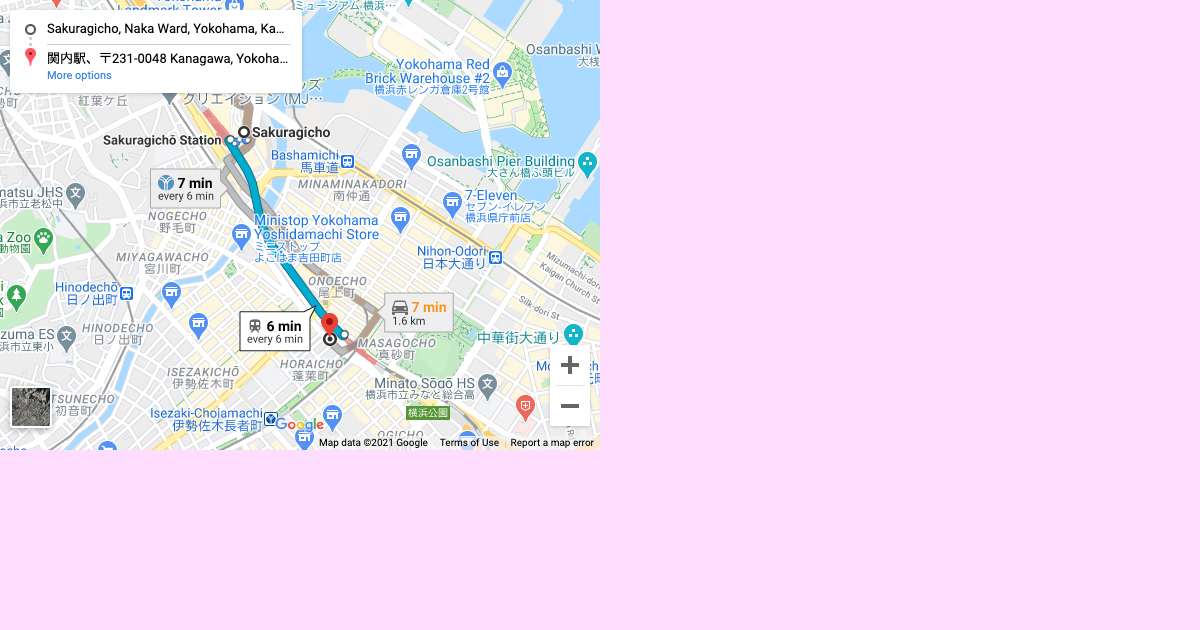 Landmark Tower
ミュージアム 横浜…
Sakuragicho, Naka Ward, Yokohama, Ka...
関内駅、〒231-0048 Kanagawa, Yokoha...
More options
Osanbashi
Yokohama Red
Brick Warehouse #2
横浜赤レンガ倉庫2号館
紅葉ケ丘
クリエイション (MJ…
Sakuragicho
Sakuragichō Station
Bashamichi
馬車道
Osanbashi Pier Building
大さん橋ふ頭ビル
7 min
every 6 min
MINAMINAKADORI
南仲通
natsu JHS
浜市立老松中
7-Eleven
セブン-イレブン
横浜県庁前店
NOGECHO
野毛町
Ministop Yokohama
Yoshidamachi Store
ミニストップ
よこはま吉田町店
a Zoo
動物園
MIYAGAWACHO
宮川町
Nihon-Odori
日本大通り
Mizumachi-dori
Kaigan Church St
Hinodechō
日ノ出町
ONOECHO
尾上町
Silk-dori St
7 min
1.6 km
6 min
every 6 min
HINODECHO
日ノ出町
zuma ES
浜市立東小
中華街大通り
MASAGOCHO
真砂町
HORAICHO
蓬莱町
ISEZAKICHO
伊勢佐木町
Minato Sōgō HS
横浜市立みなと総合高
TSUNECHO
初音町
Isezaki-Chojamachi
伊勢佐木長者町
横浜公園
Google
OGICHO
Map data ©2021 Google Terms of Use Report a map error